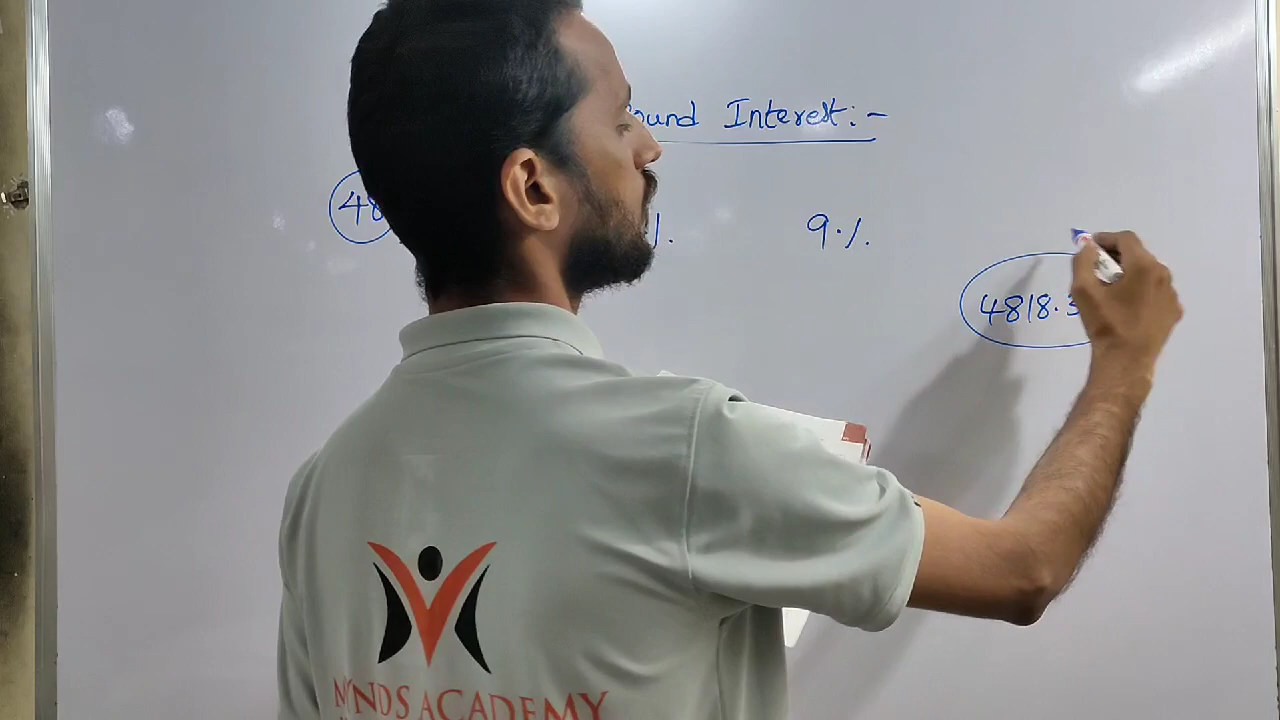 ound Interest:-
48 %. 9%.
4818.3
MINDS ACADEMY